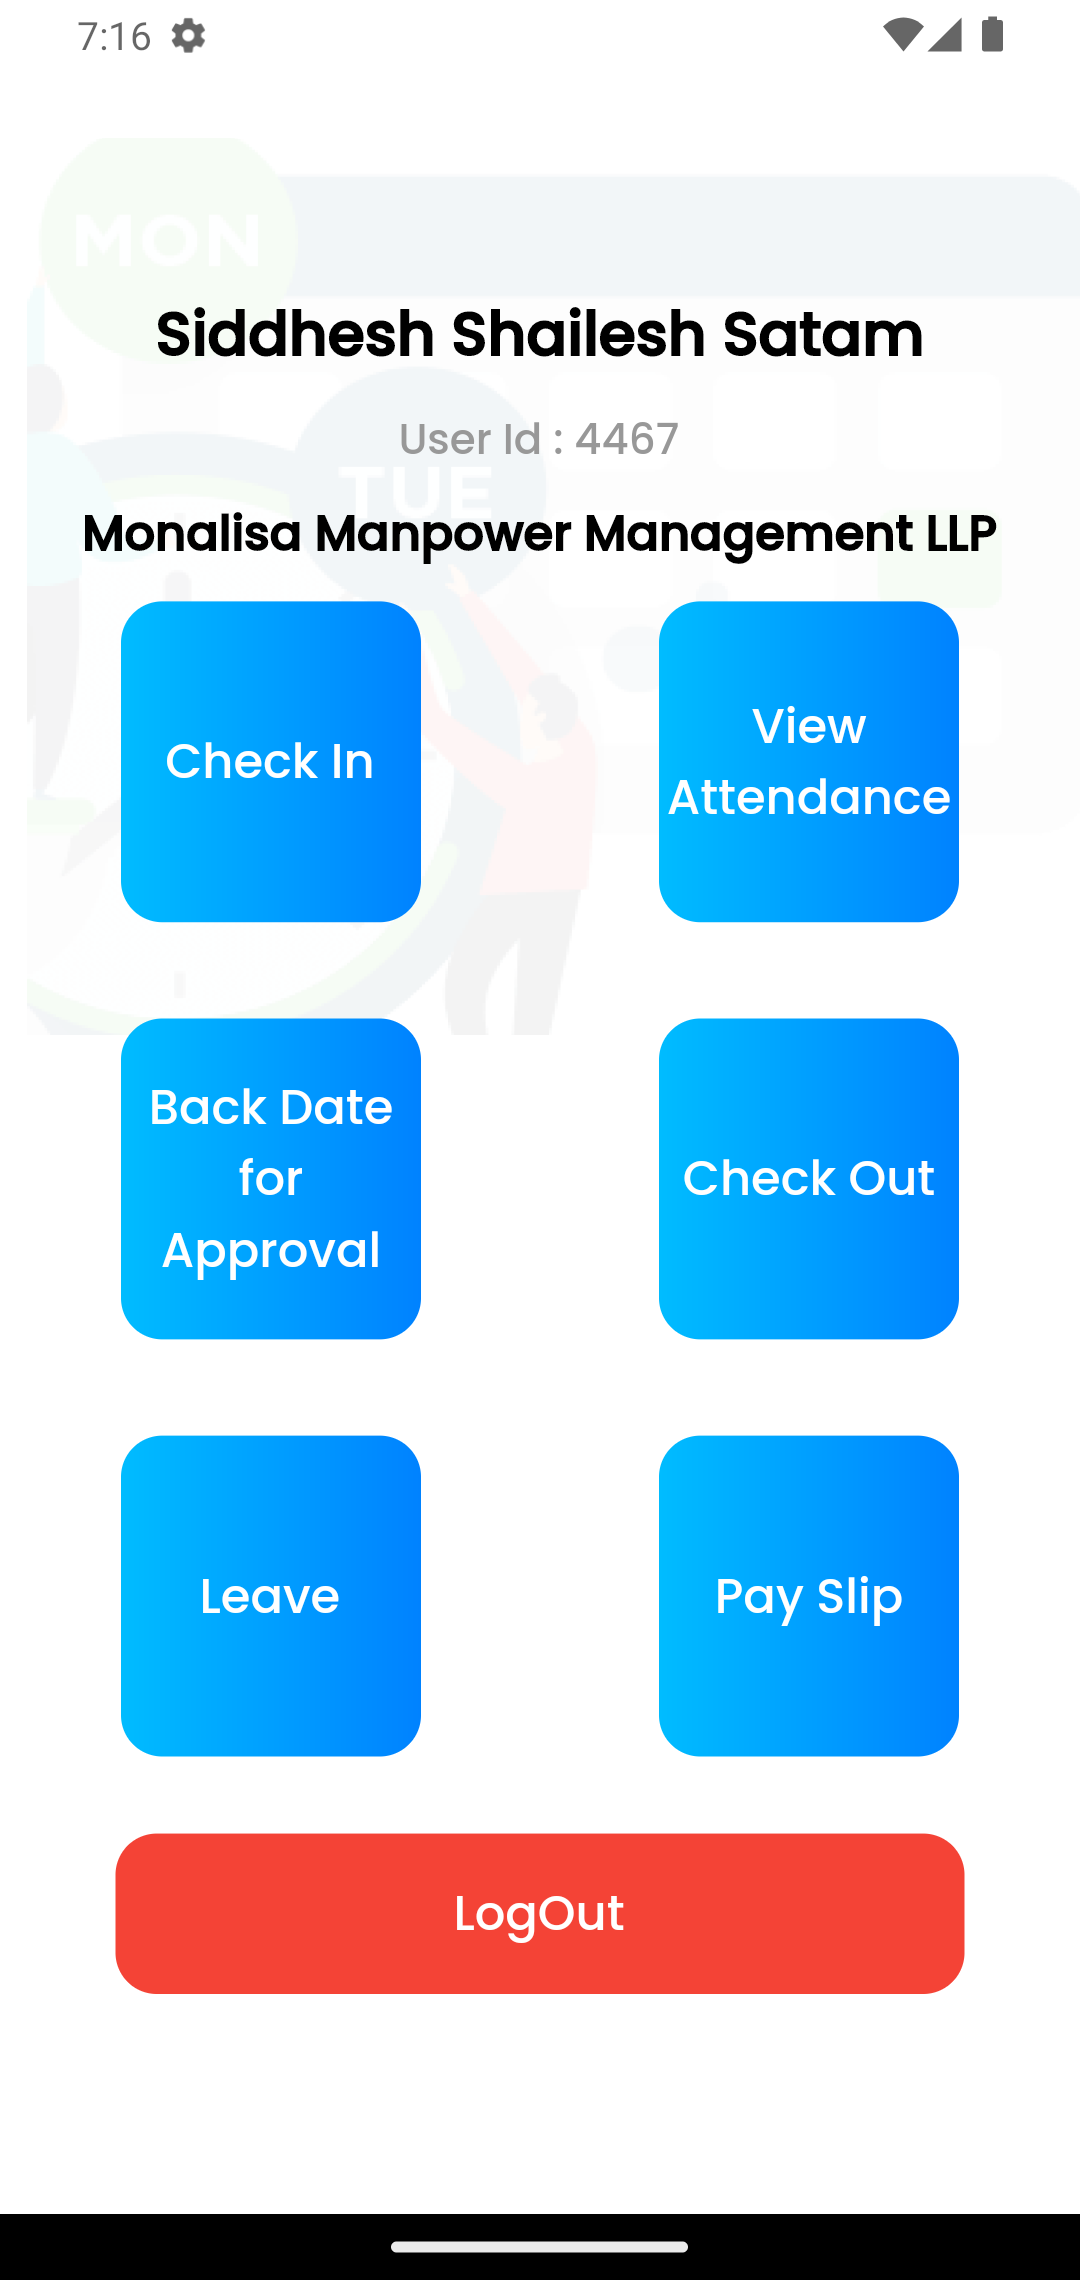 7:16
MON
Siddhesh Shailesh Satam
User Id : 4467
TUE
Monalisa Manpower Management LLP
Check In
View
Attendance
Back Date
for
Approval
Check Out
Leave
Pay Slip
LogOut